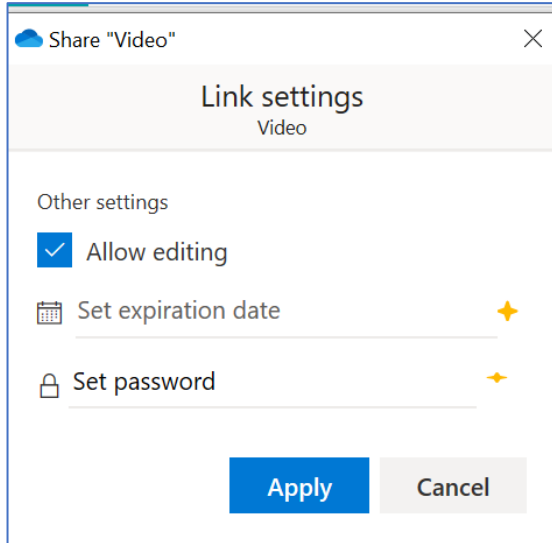 Share "Video"
Link settings
Video
Other settings
Allow editing
Set expiration date
Set password
Apply Cancel